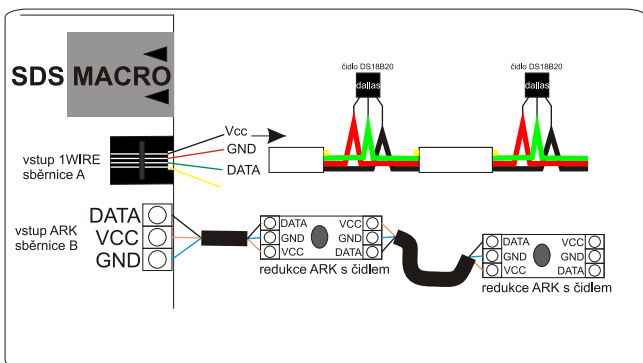 SDS MACRO
čidlo DS18B20
dallas
čidlo DS18B20
dallas
vstup 1WIRE
sběrnice A
Vcc
GND
DATA
vstup ARK
sběrnice B
DATA
VCC
GND
DATA
GND
VCC
VCC
GND
DATA
redukce ARK s čidlem
DATA
GND
VCC
VCC
GND
DATA
redukce ARK s čidlem